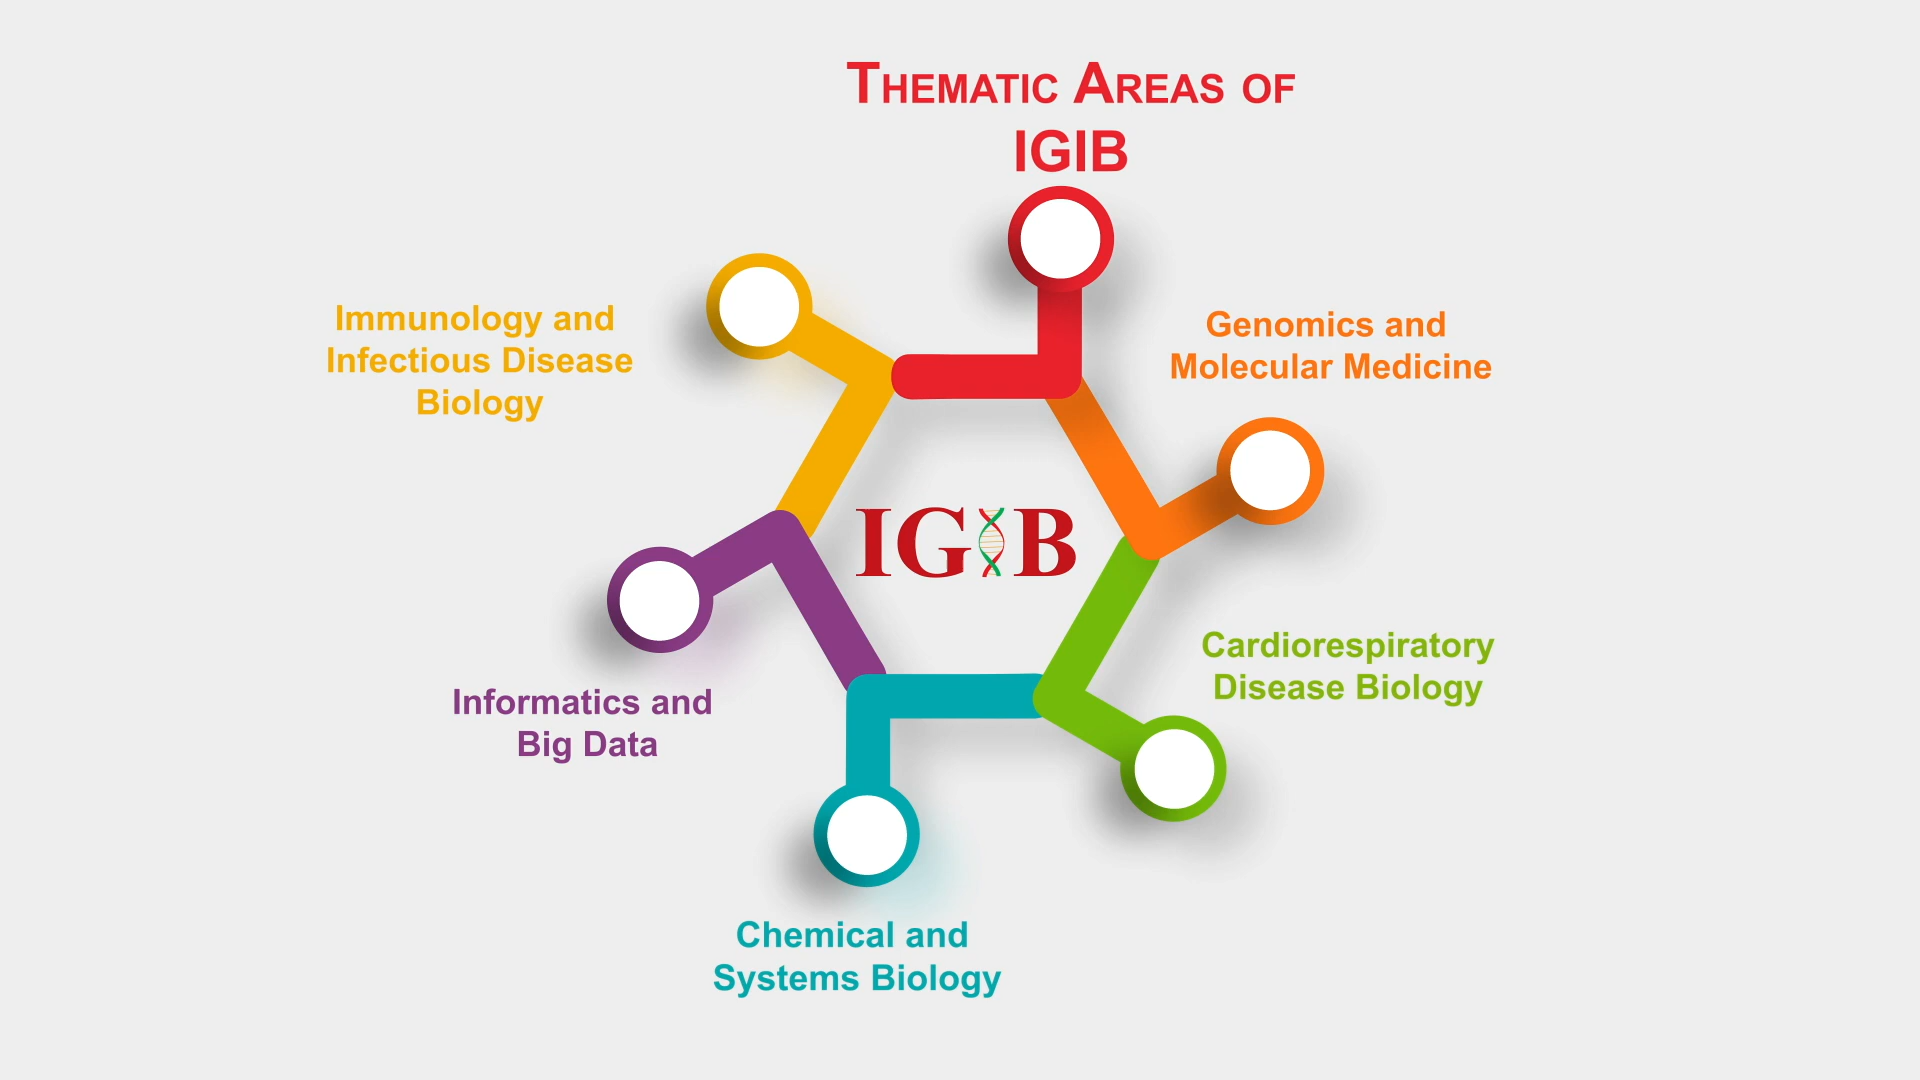 Thematic Areas of
IGIB
Immunology and
Infectious Disease
Biology
Genomics and
Molecular Medicine
IGIB
Cardiorespiratory
Disease Biology
Informatics and
Big Data
Chemical and
Systems Biology